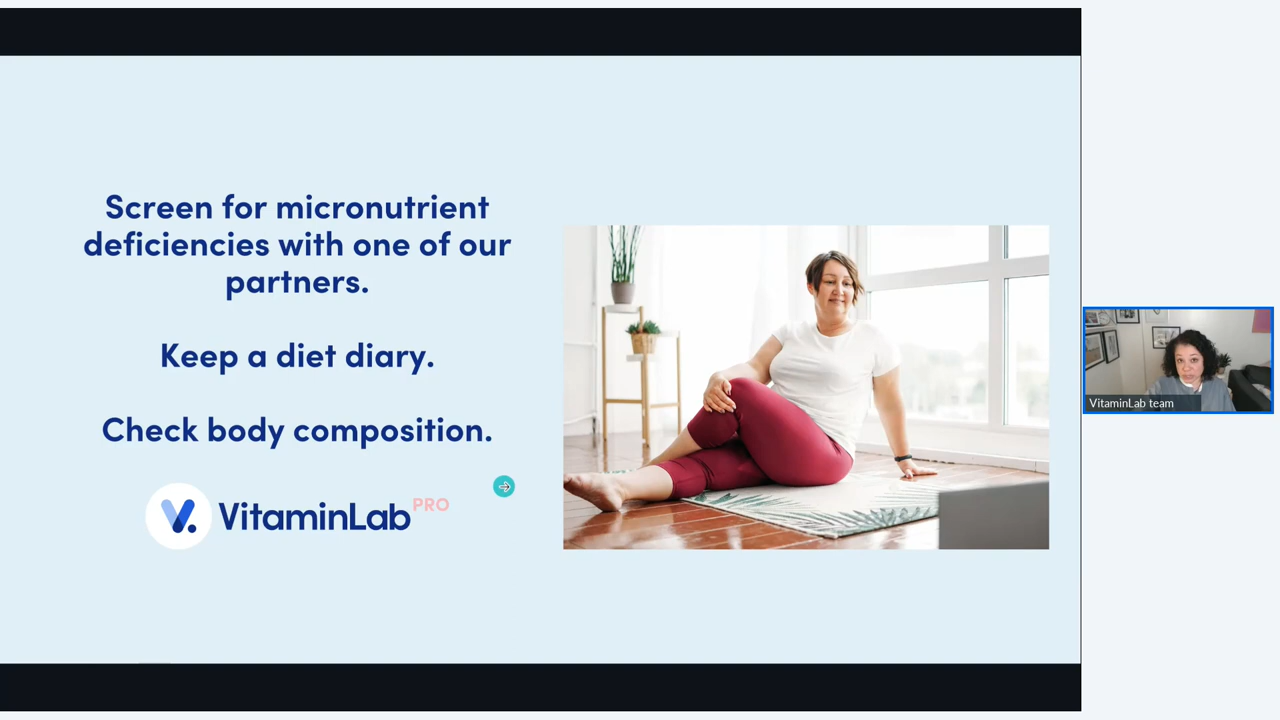 Screen for micronutrient
deficiencies with one of our
partners.
Keep a diet diary.
Check body composition.
VitaminLab PRO
VitaminLab team